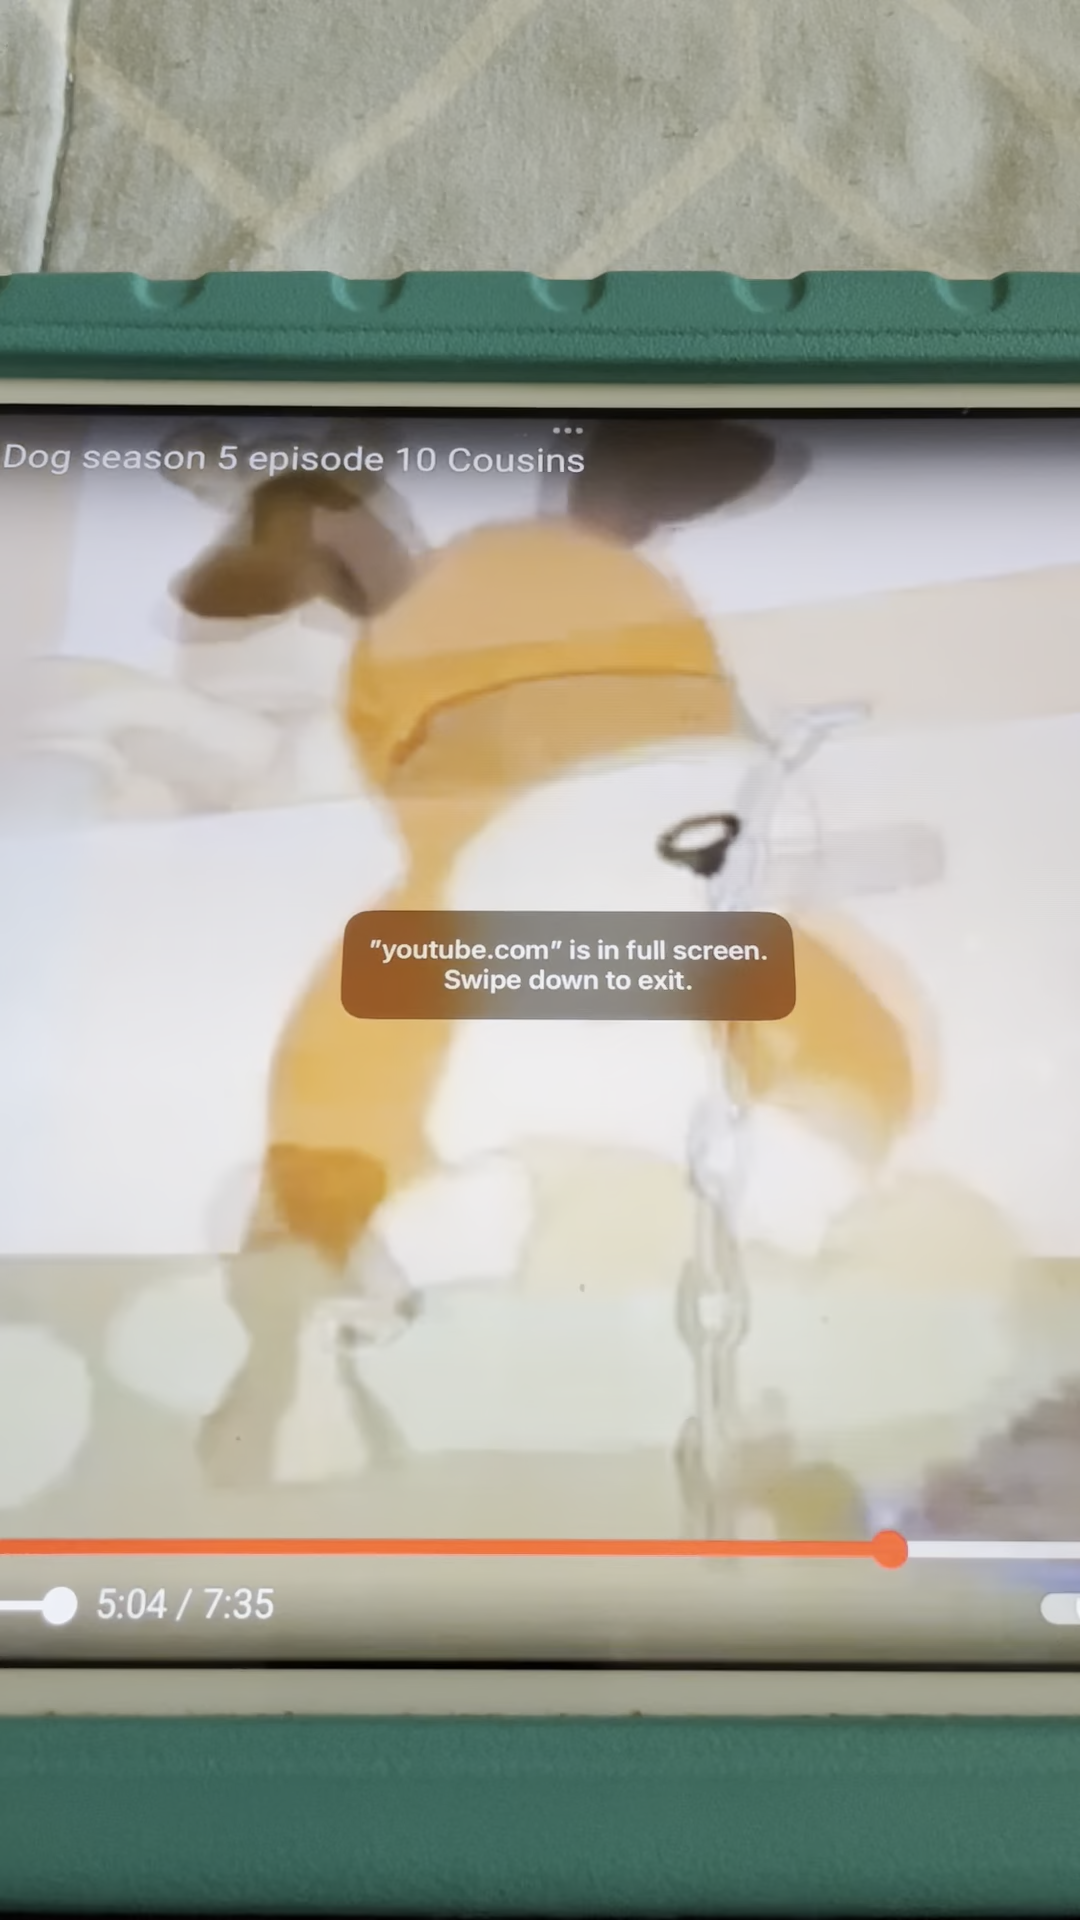 Dog season 5 episode 10 Cousins
"youtube.com" is in full screen.
Swipe down to exit.
5:04 / 7:35